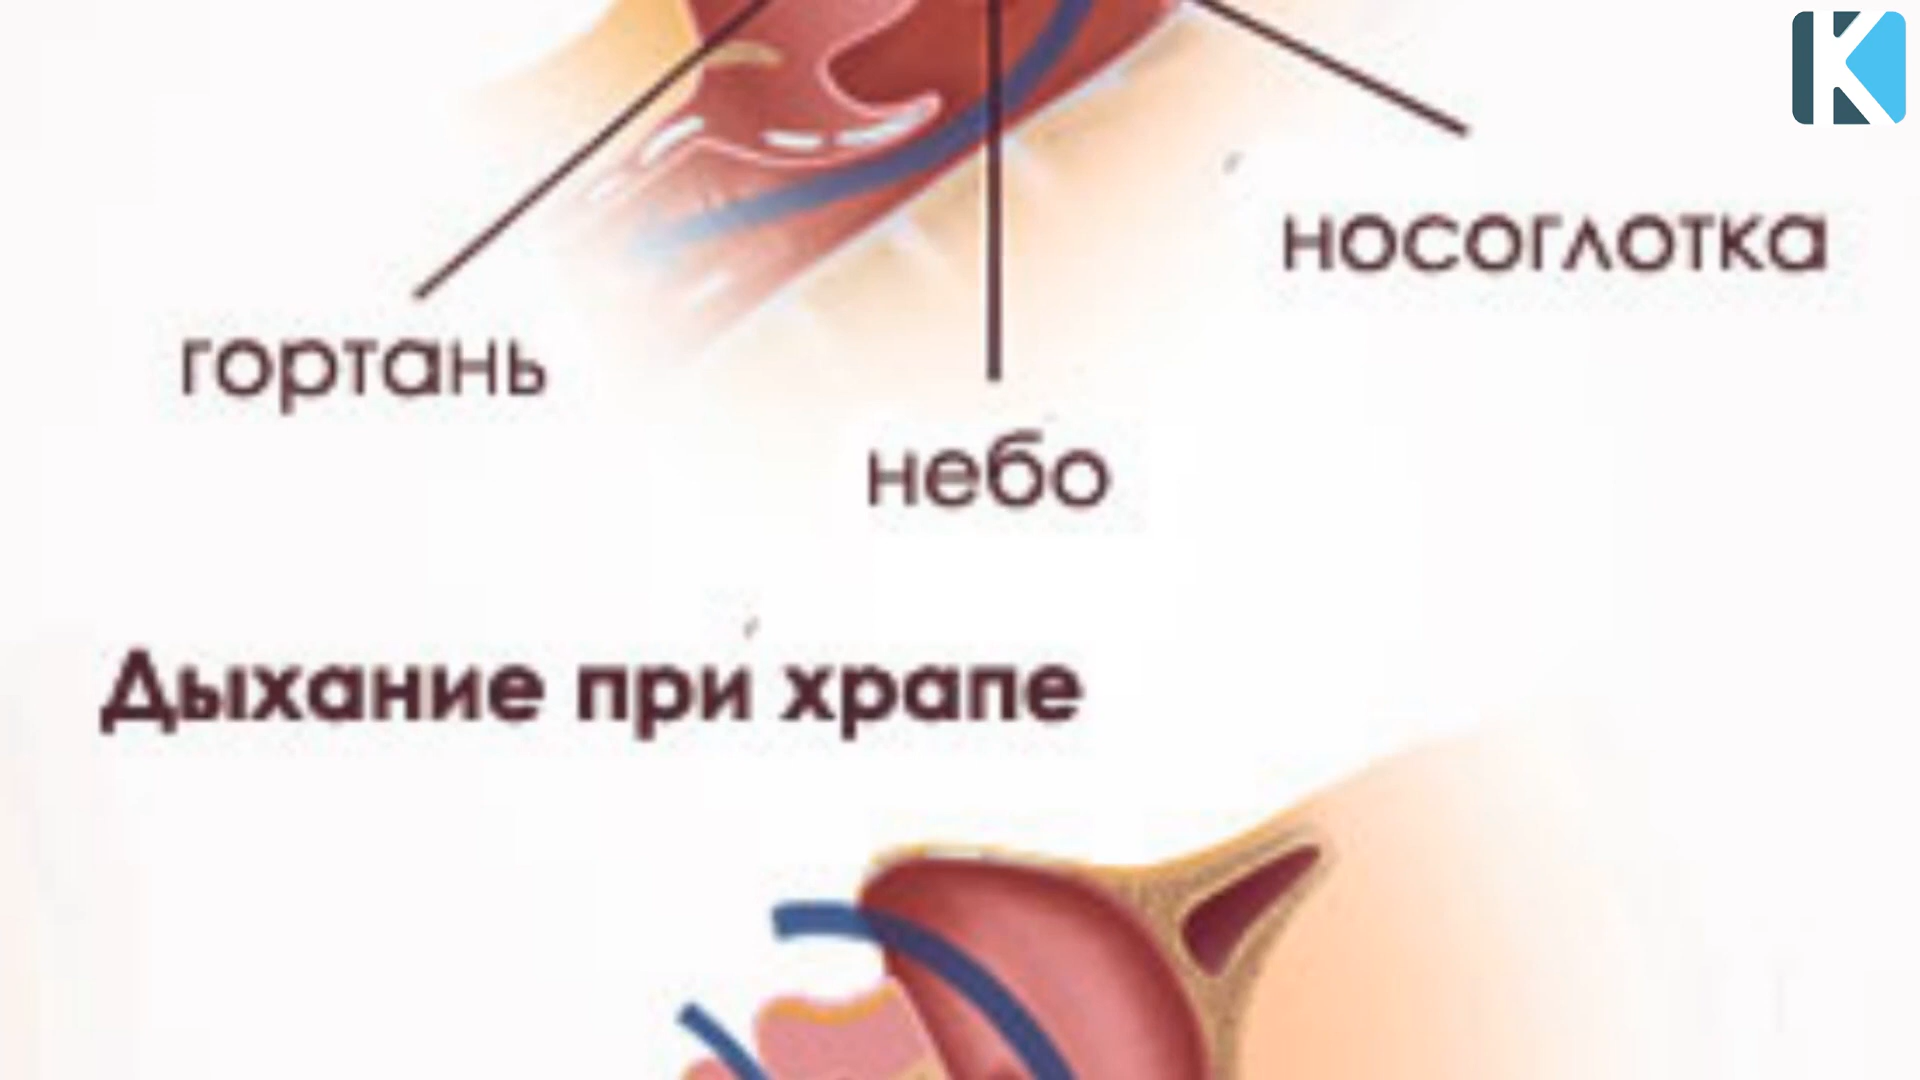 носоглотка
гортань
небо
Дыхание при храпе